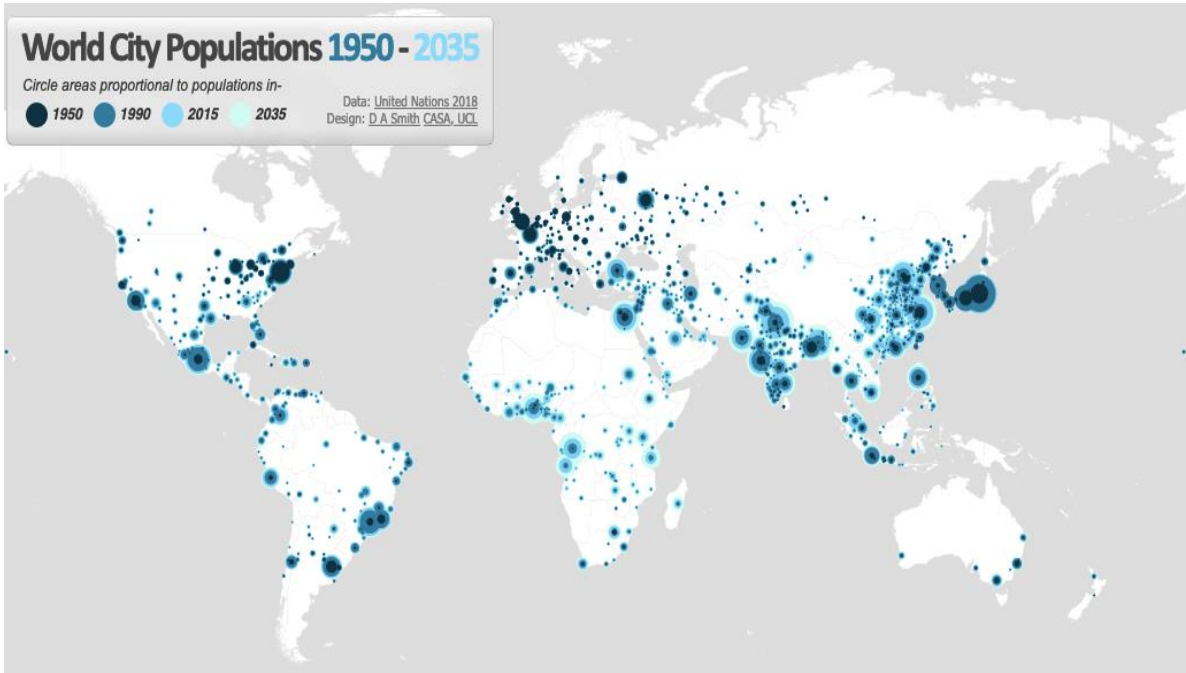 World City Populations 1950 - 2035
Circle areas proportional to populations in-
1950 1990 2015 2035
Data: United Nations 2018
Design: D A Smith CASA, UCL